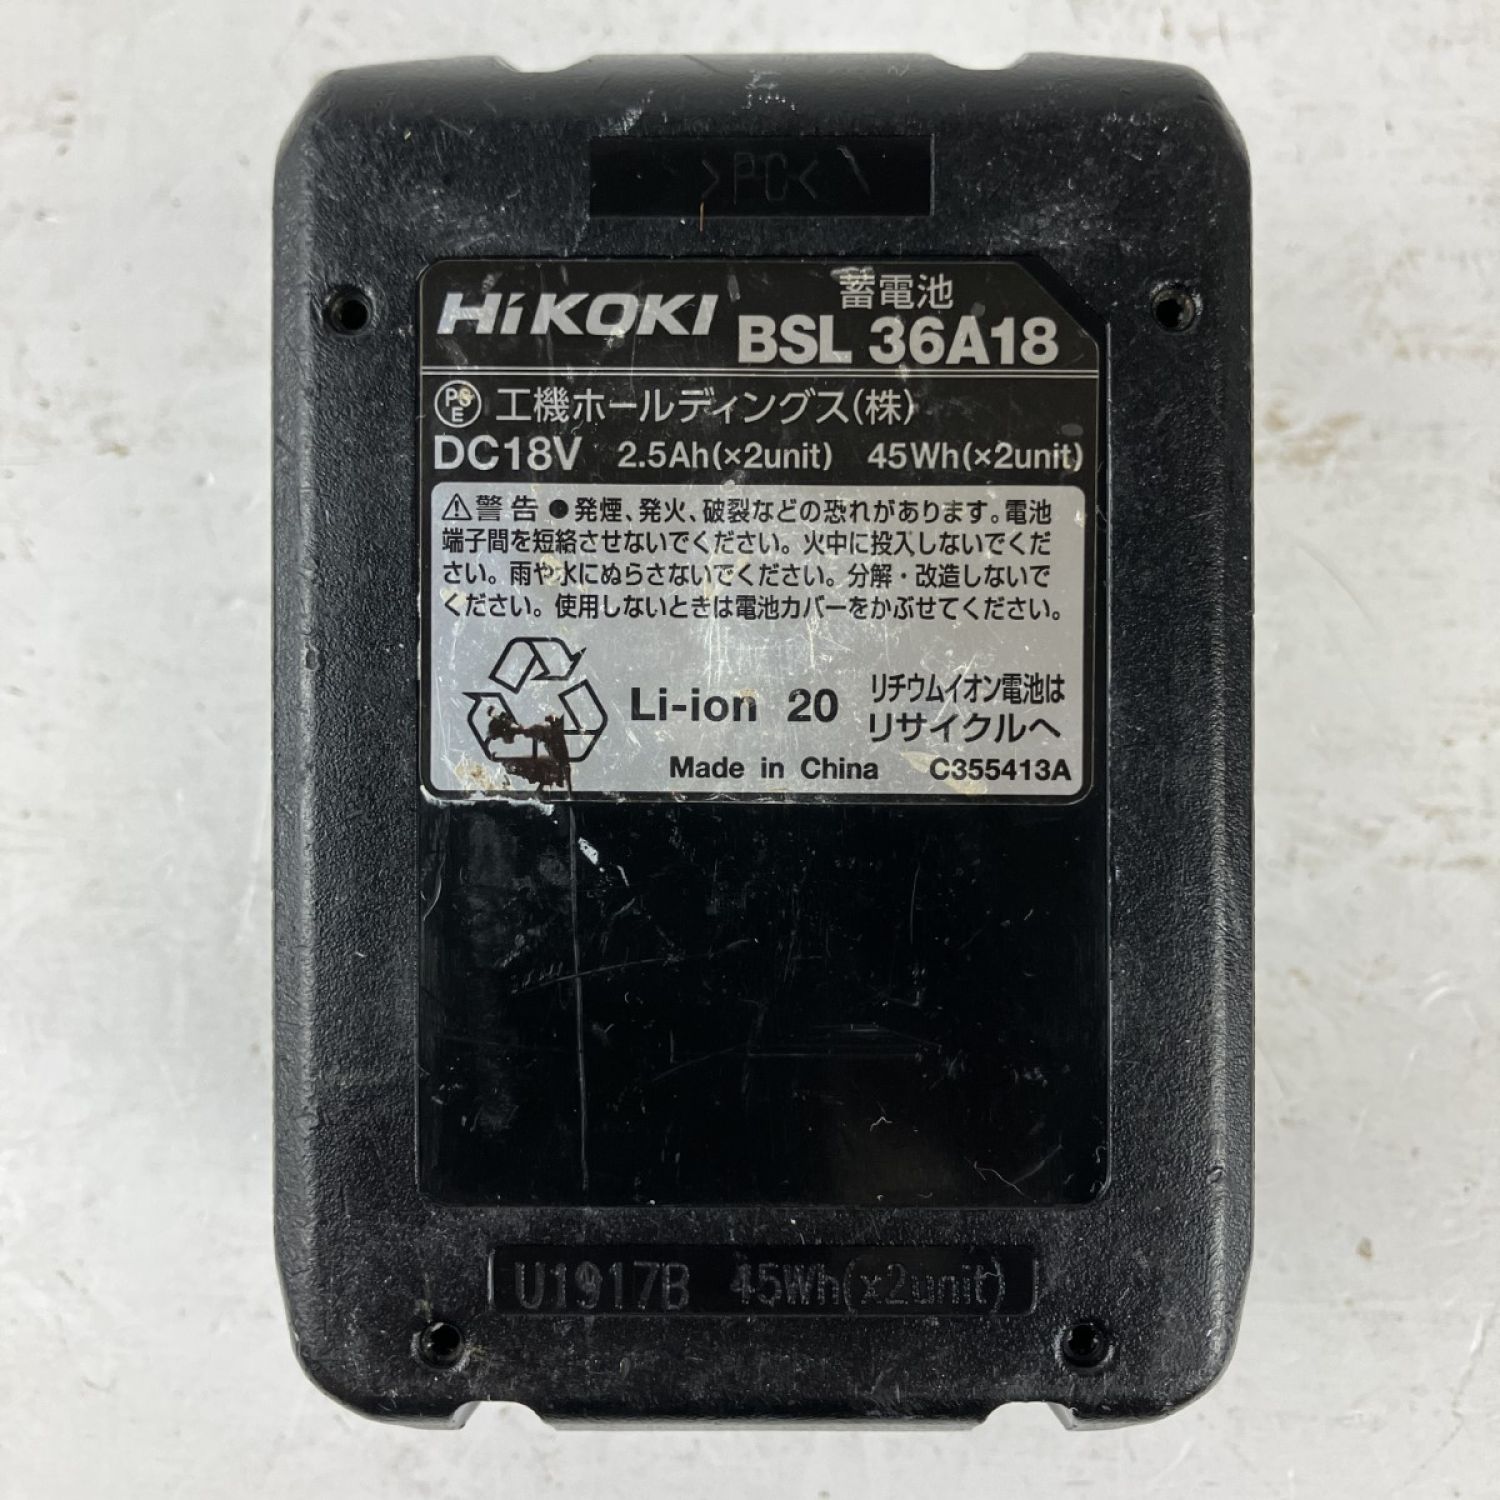 >PC<
HiKOKI
蓄電池
BSL 36A18
PS
E
工機ホールディングス(株)
DC18V 2.5Ah(×2unit) 45Wh(×2unit)
⚠警告 ●発煙、発火、破裂などの恐れがあります。電池
端子間を短絡させないでください。火中に投入しないでくだ
さい。雨や水にぬらさないでください。分解・改造しないで
ください。使用しないときは電池カバーをかぶせてください。
Li-ion 20
リチウムイオン電池は
リサイクルへ
Made in China C355413A
U1917B 45Wh(x2unit)